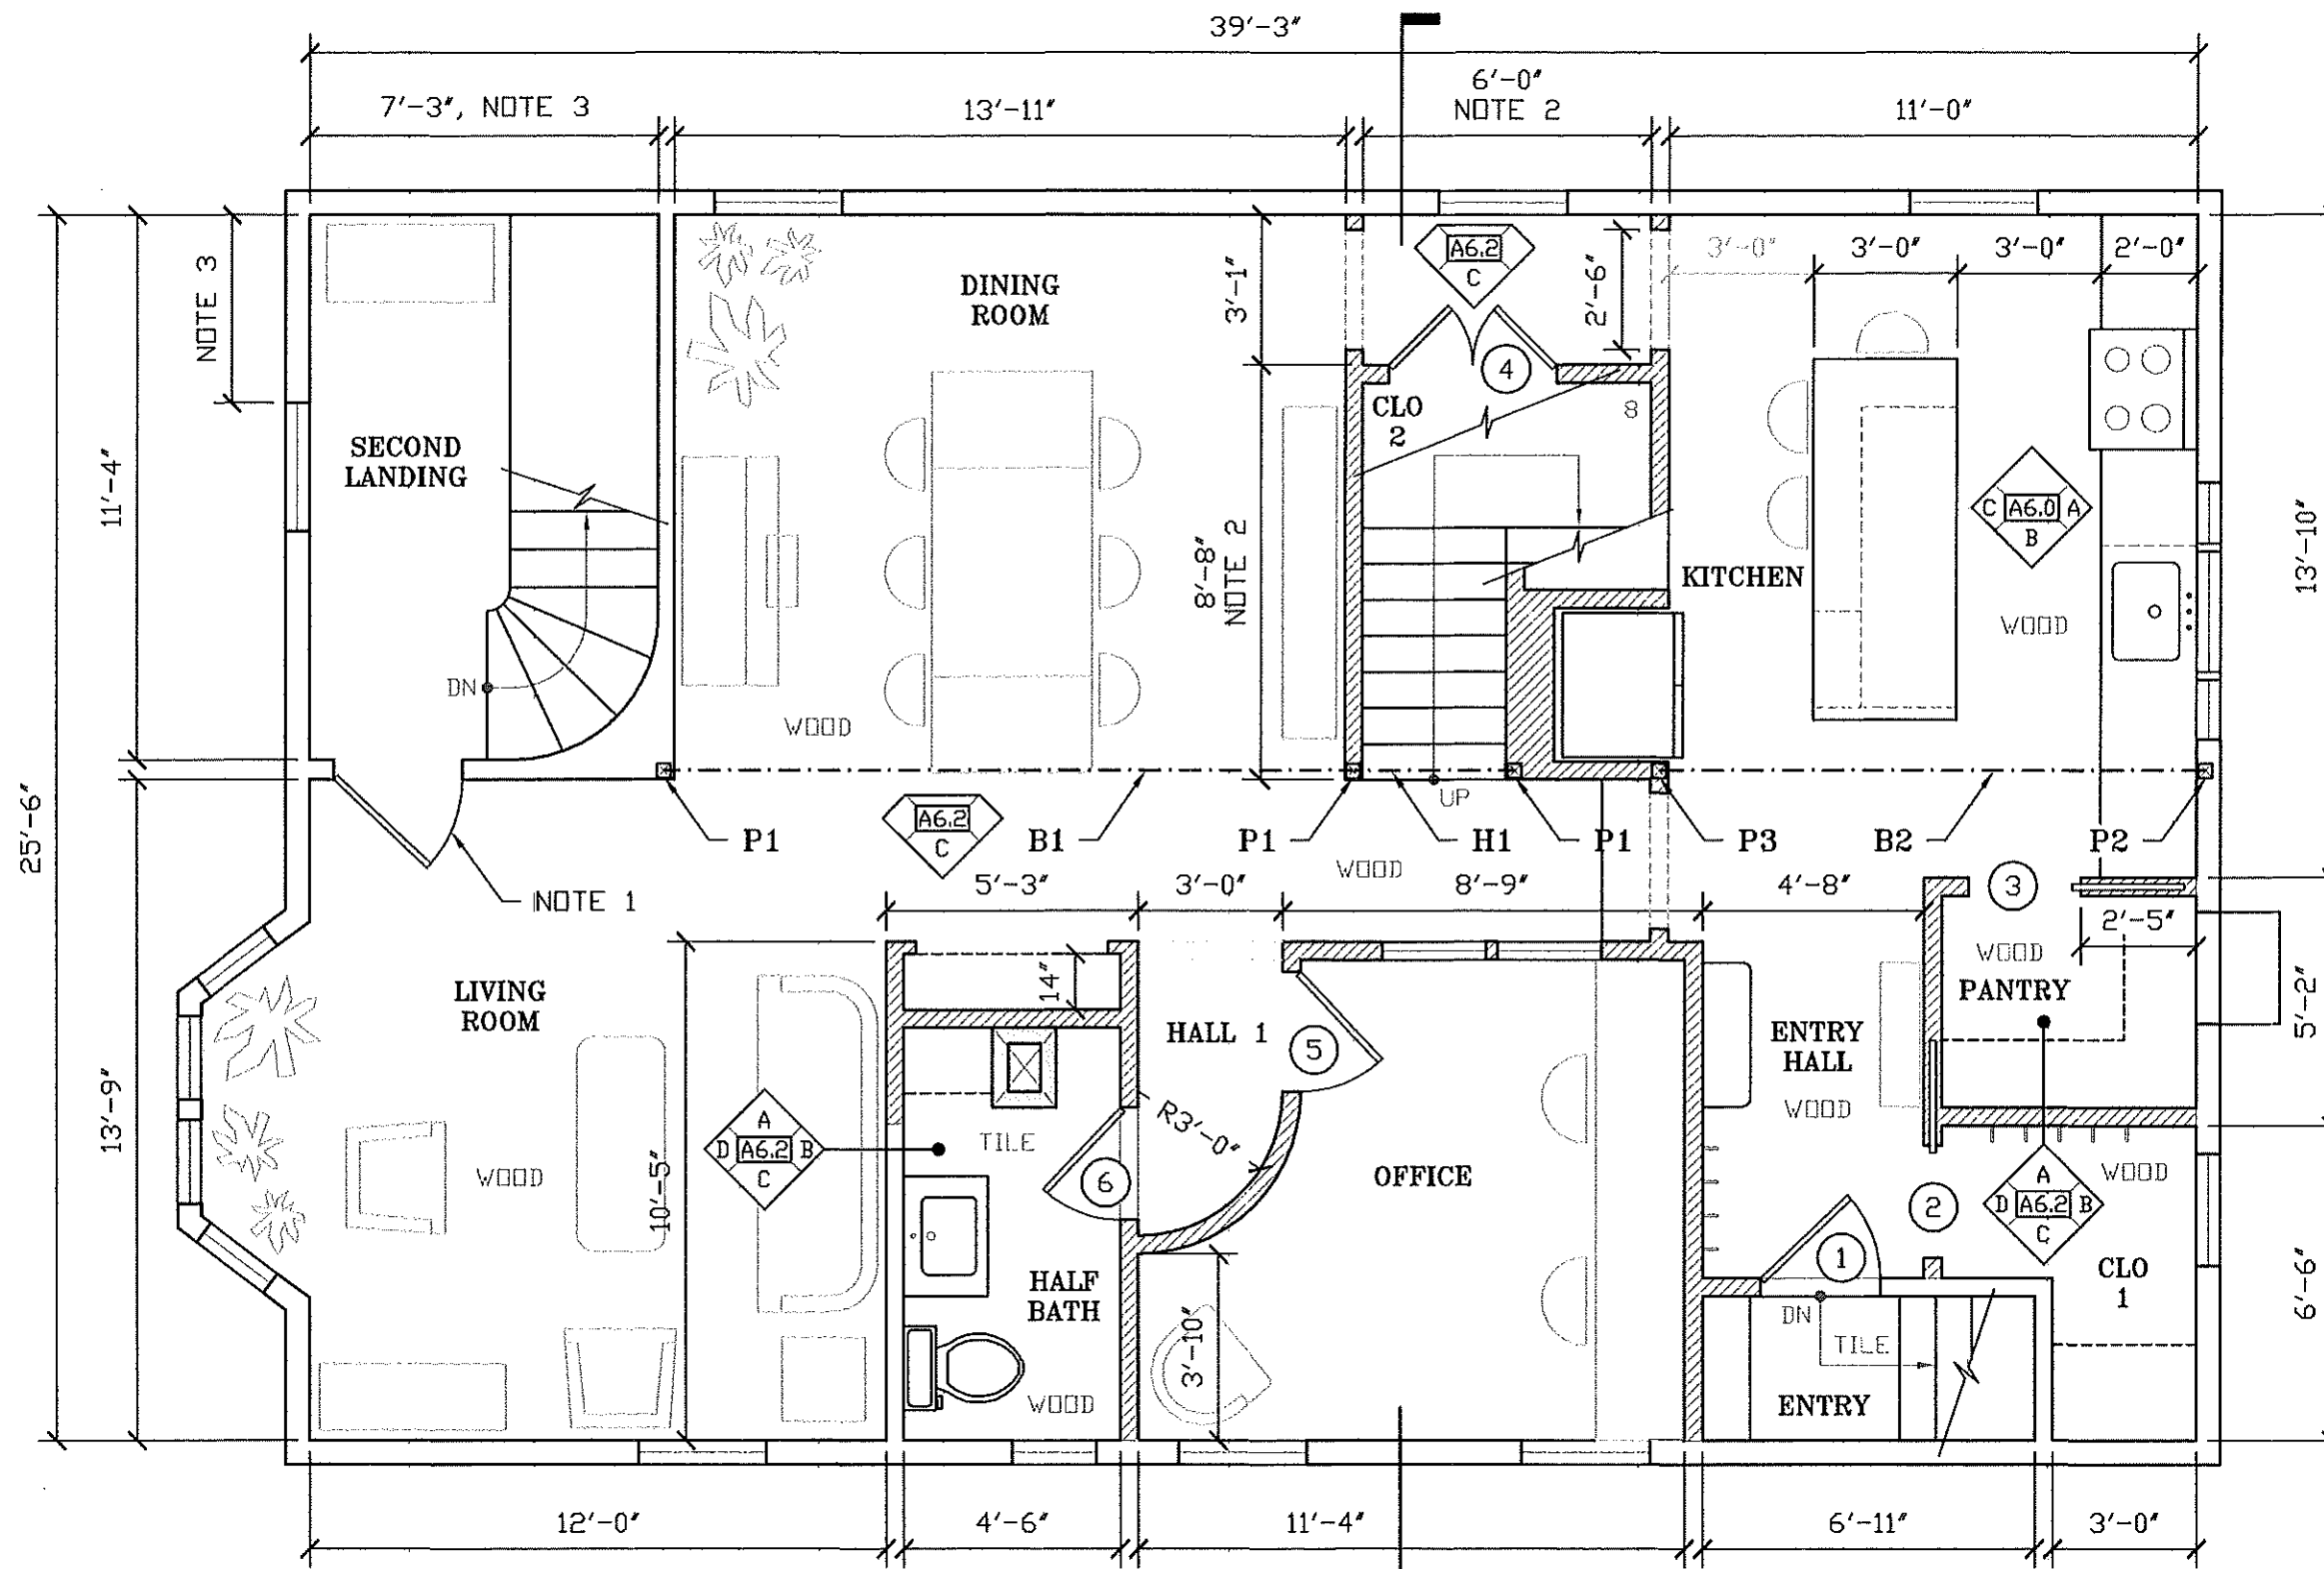 39'-3"
7'-3", NOTE 3
13'-11"
6'-0"
NOTE 2
11'-0"
NOTE 3
11'-4"
25'-6"
13'-9"
SECOND
LANDING
DN
DINING
ROOM
WOOD
3'-1"
8'-8"
NOTE 2
A6.2
C
2'-6"
4
CLO
2
8
UP
3'-0"
3'-0"
3'-0"
2'-0"
KITCHEN
C A6.0 A
B
WOOD
13'-10"
A6.2
C
P1
B1
P1
H1
P1
P3
B2
P2
NOTE 1
WOOD
5'-3"
3'-0"
8'-9"
4'-8"
3
2'-5"
WOOD
PANTRY
5'-2"
LIVING
ROOM
WOOD
10'-5"
14"
HALL 1
5
R3'-0"
A
D A6.2 B
C
TILE
6
HALF
BATH
WOOD
3'-10"
OFFICE
ENTRY
HALL
WOOD
WOOD
A
D A6.2 B
C
2
1
CLO
1
DN
TILE
ENTRY
6'-6"
12'-0"
4'-6"
11'-4"
6'-11"
3'-0"